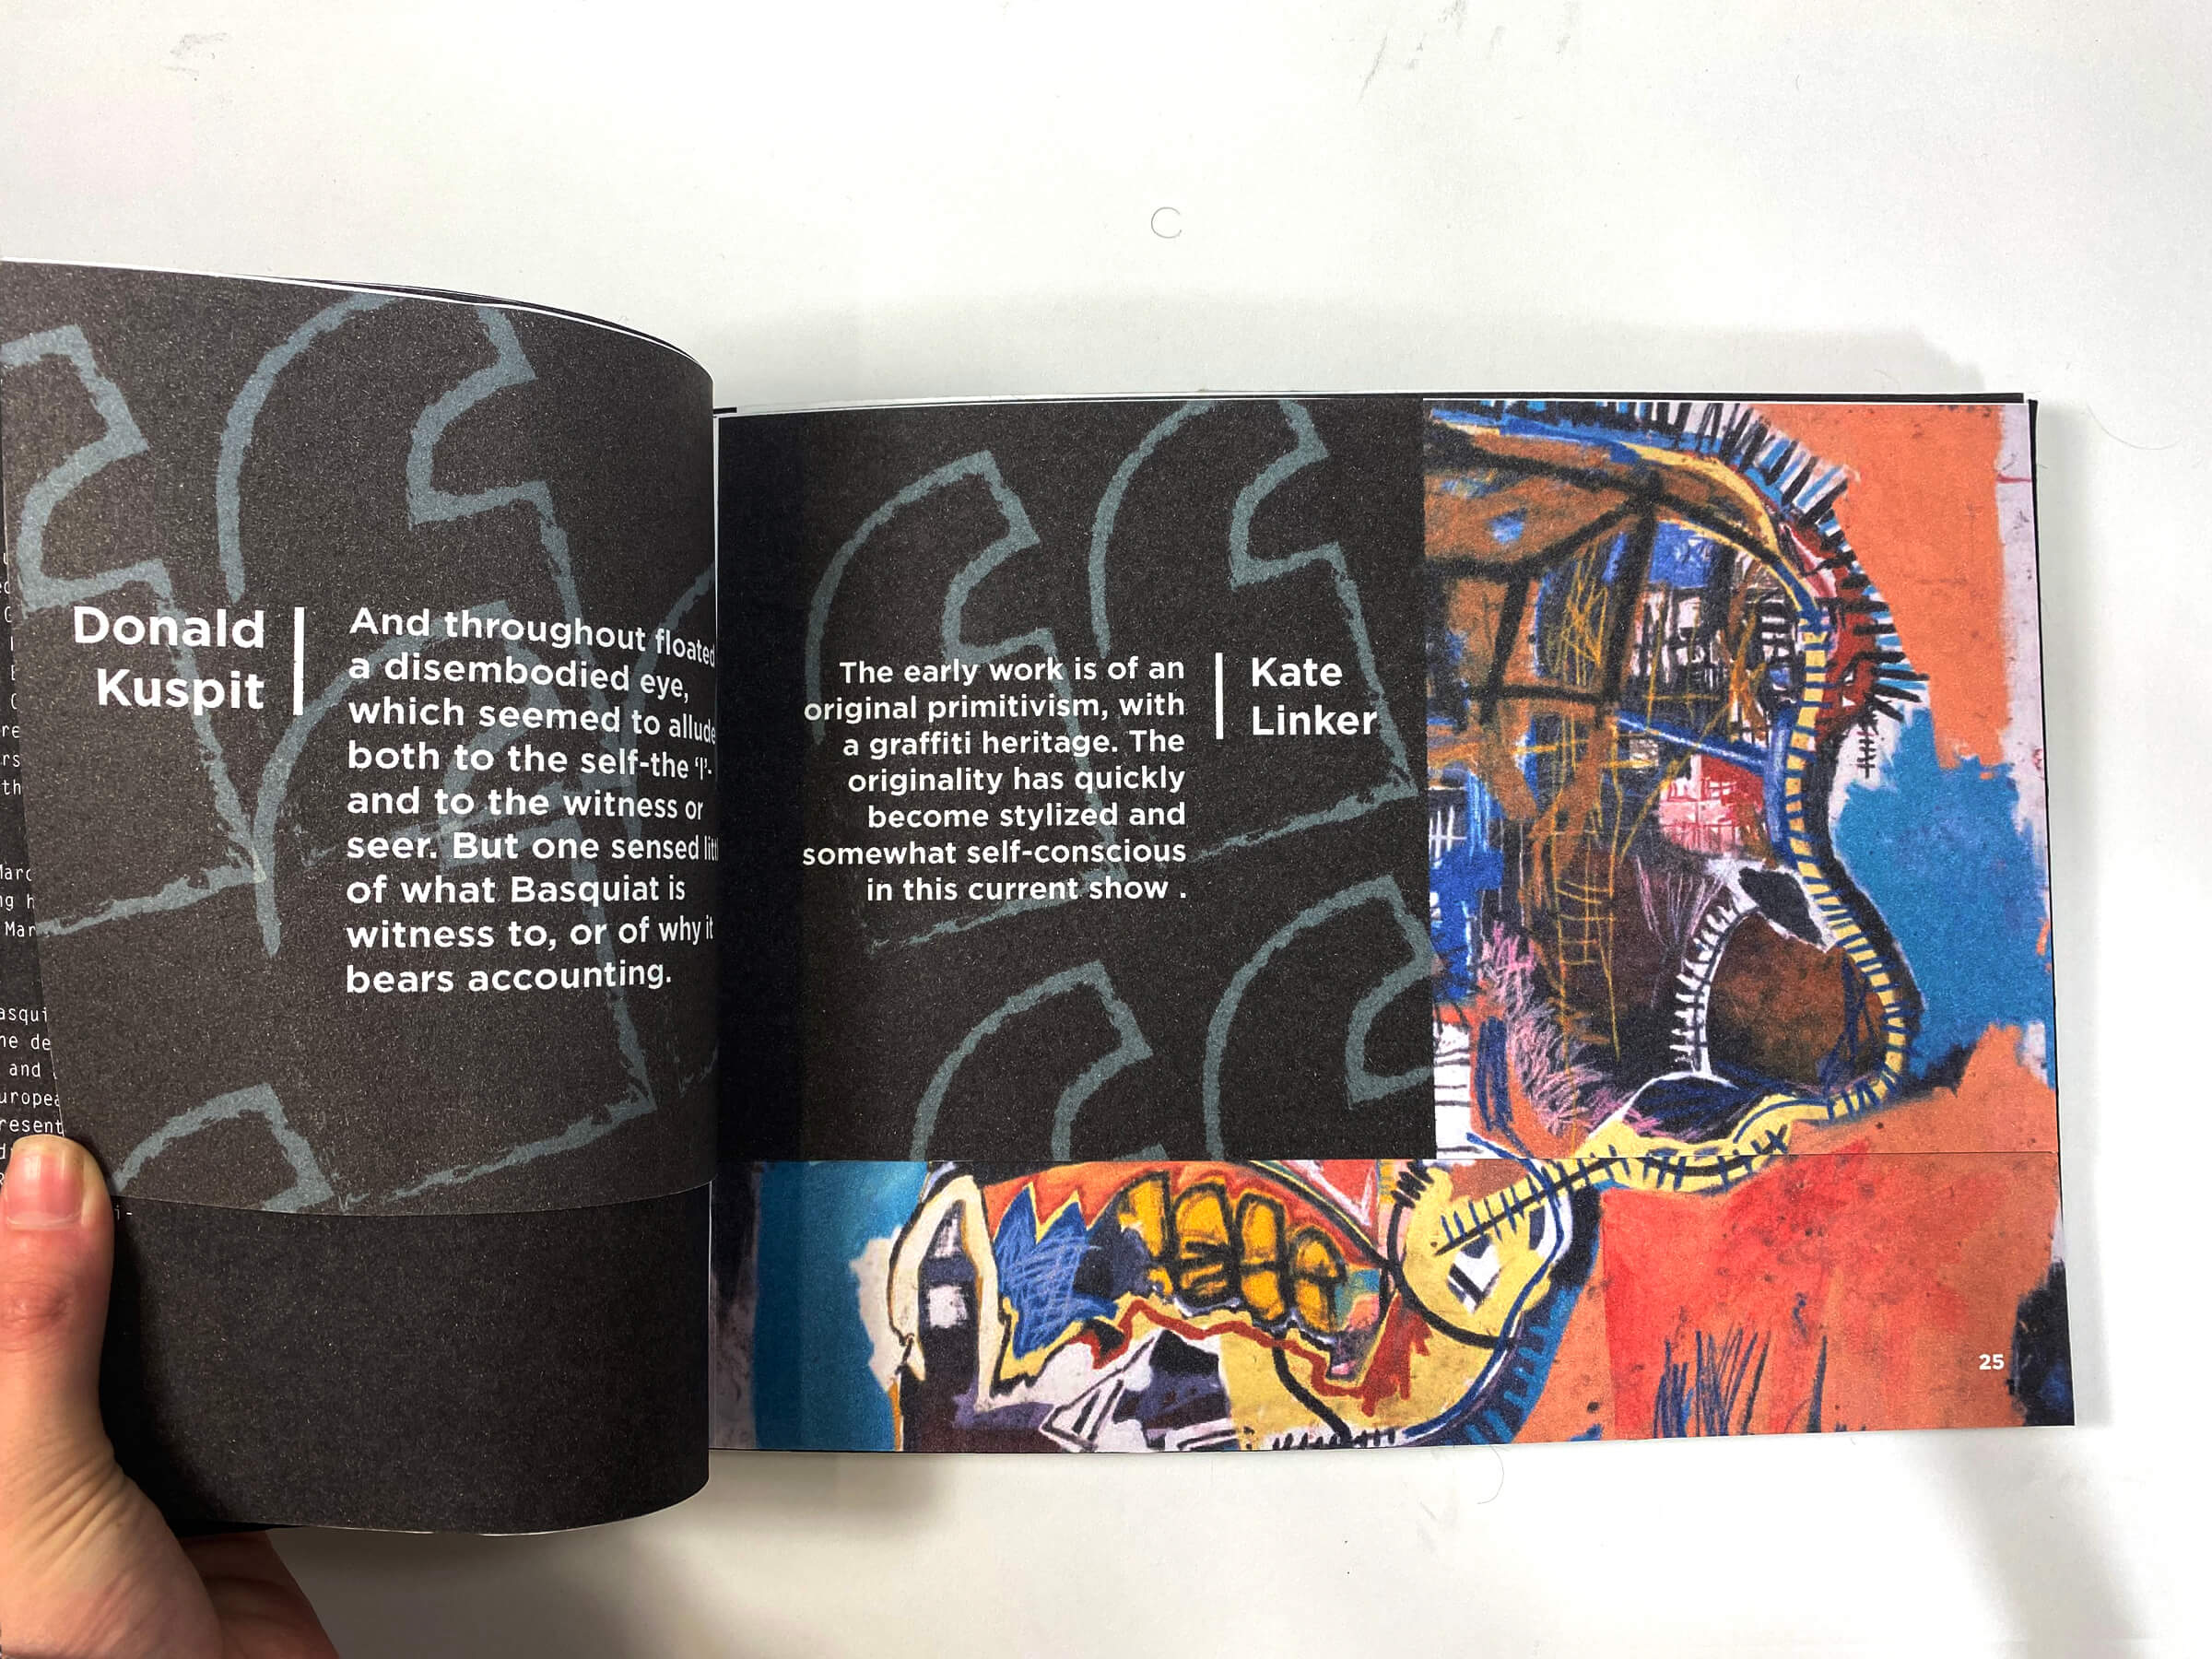 Donald
Kuspit
And throughout floated
a disembodied eye,
which seemed to allude
both to the self-the 'I'-
and to the witness or
seer. But one sensed
of what Basquiat is
witness to, or of why it
bears accounting.
The early work is of an
original primitivism, with
a graffiti heritage. The
originality has quickly
become stylized and
somewhat self-conscious
in this current show .
Kate
Linker
25